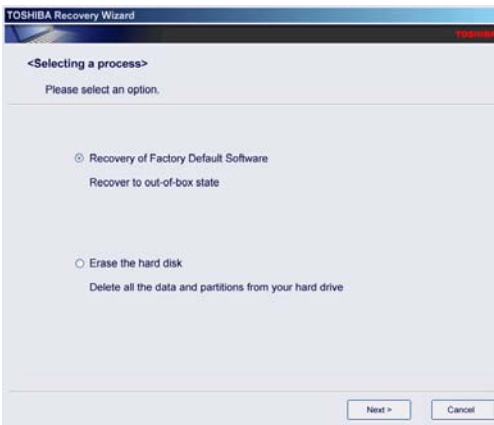 TOSHIBA Recovery Wizard
TOSHIBA
<Selecting a process>
Please select an option.
Recovery of Factory Default Software
Recover to out-of-box state
Erase the hard disk
Delete all the data and partitions from your hard drive
Next >
Cancel